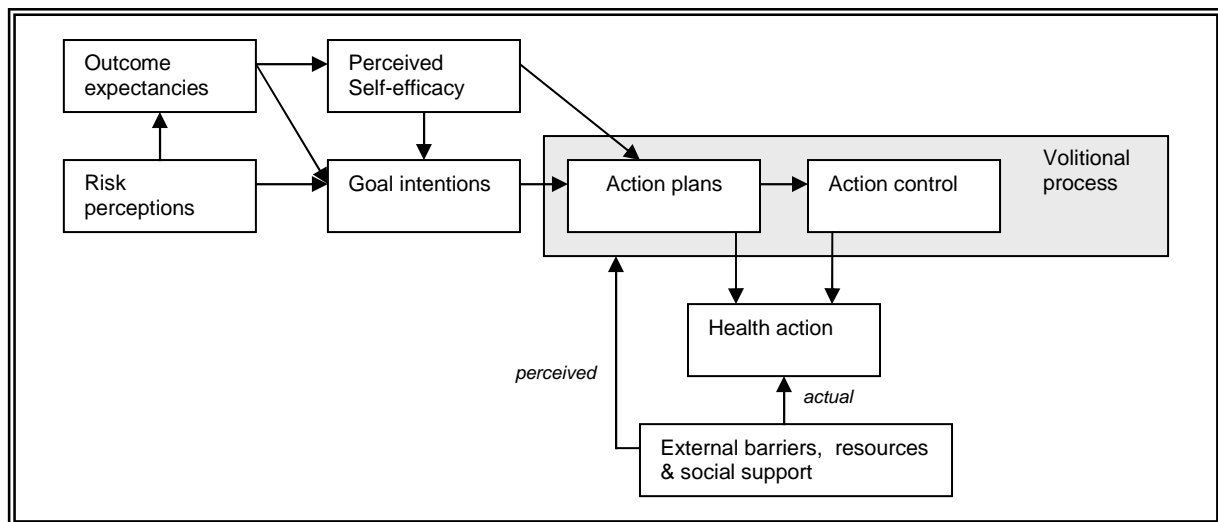 Outcome
expectancies
Perceived
Self-efficacy
Risk
perceptions
Goal intentions
Action plans
Action control
Volitional
process
Health action
perceived
actual
External barriers, resources
& social support